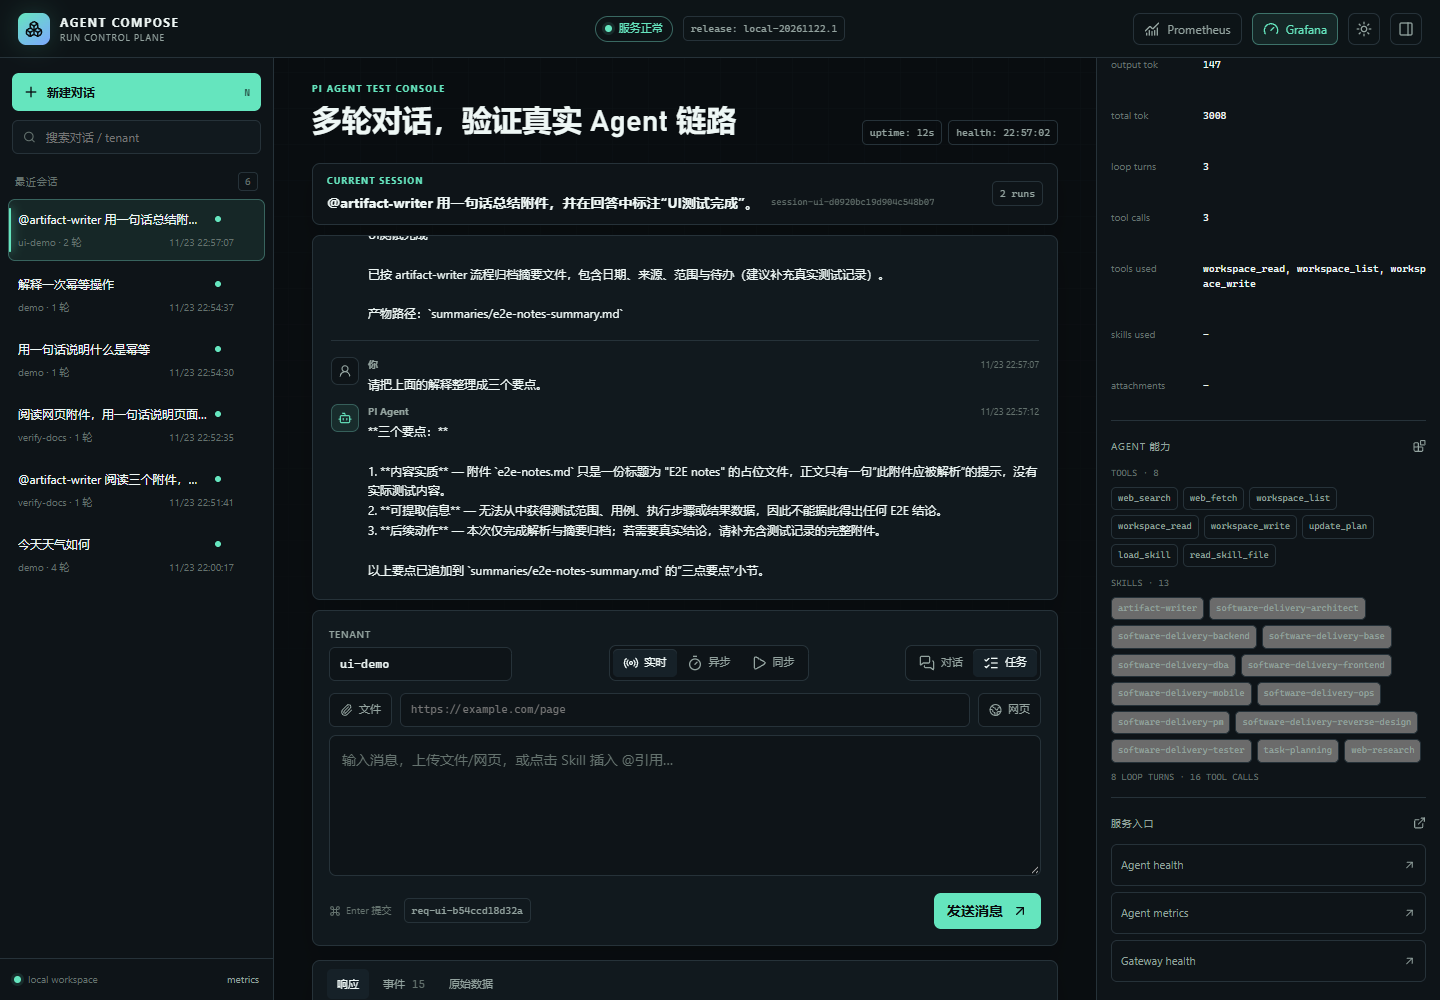 AGENT COMPOSE
RUN CONTROL PLANE
服务正常
release: local-20261122.1
Prometheus
Grafana
新建对话
N
搜索对话 / tenant
最近会话
6
@artifact-writer 用一句话总结附...
ui-demo · 2 轮
11/23 22:57:07
解释一次幂等操作
demo · 1 轮
11/23 22:54:37
用一句话说明什么是幂等
demo · 1 轮
11/23 22:54:30
阅读网页附件，用一句话说明页面...
verify-docs · 1 轮
11/23 22:52:35
@artifact-writer 阅读三个附件，...
verify-docs · 1 轮
11/23 22:51:41
今天天气如何
demo · 4 轮
11/23 22:00:17
local workspace
metrics
PI AGENT TEST CONSOLE
多轮对话，验证真实 Agent 链路
uptime: 12s
health: 22:57:02
CURRENT SESSION
@artifact-writer 用一句话总结附件，并在回答中标注“UI测试完成”。
session-ui-d0920bc19d904c548b07
2 runs
UI测试完成
已按 artifact-writer 流程归档摘要文件，包含日期、来源、范围与待办（建议补充真实测试记录）。
产物路径：`summaries/e2e-notes-summary.md`
你
11/23 22:57:07
请把上面的解释整理成三个要点。
PI Agent
11/23 22:57:12
**三个要点：**
1. **内容实质** — 附件 `e2e-notes.md` 只是一份标题为 "E2E notes" 的占位文件，正文只有一句“此附件应被解析”的提示，没有
实际测试内容。
2. **可提取信息** — 无法从中获得测试范围、用例、执行步骤或结果数据，因此不能据此得出任何 E2E 结论。
3. **后续动作** — 本次仅完成解析与摘要归档；若需要真实结论，请补充含测试记录的完整附件。
以上要点已追加到 `summaries/e2e-notes-summary.md` 的“三点要点”小节。
TENANT
ui-demo
实时
异步
同步
对话
任务
文件
https://example.com/page
网页
输入消息，上传文件/网页，或点击 Skill 插入 @引用...
⌘ Enter 提交
req-ui-b54ccd18d32a
发送消息
响应
事件 15
原始数据
output tok
147
total tok
3008
loop turns
3
tool calls
3
tools used
workspace_read, workspace_list, worksp
ace_write
skills used
—
attachments
—
AGENT 能力
TOOLS · 8
web_search
web_fetch
workspace_list
workspace_read
workspace_write
update_plan
load_skill
read_skill_file
SKILLS · 13
artifact-writer
software-delivery-architect
software-delivery-backend
software-delivery-base
software-delivery-dba
software-delivery-frontend
software-delivery-mobile
software-delivery-ops
software-delivery-pm
software-delivery-reverse-design
software-delivery-tester
task-planning
web-research
8 LOOP TURNS · 16 TOOL CALLS
服务入口
Agent health
Agent metrics
Gateway health